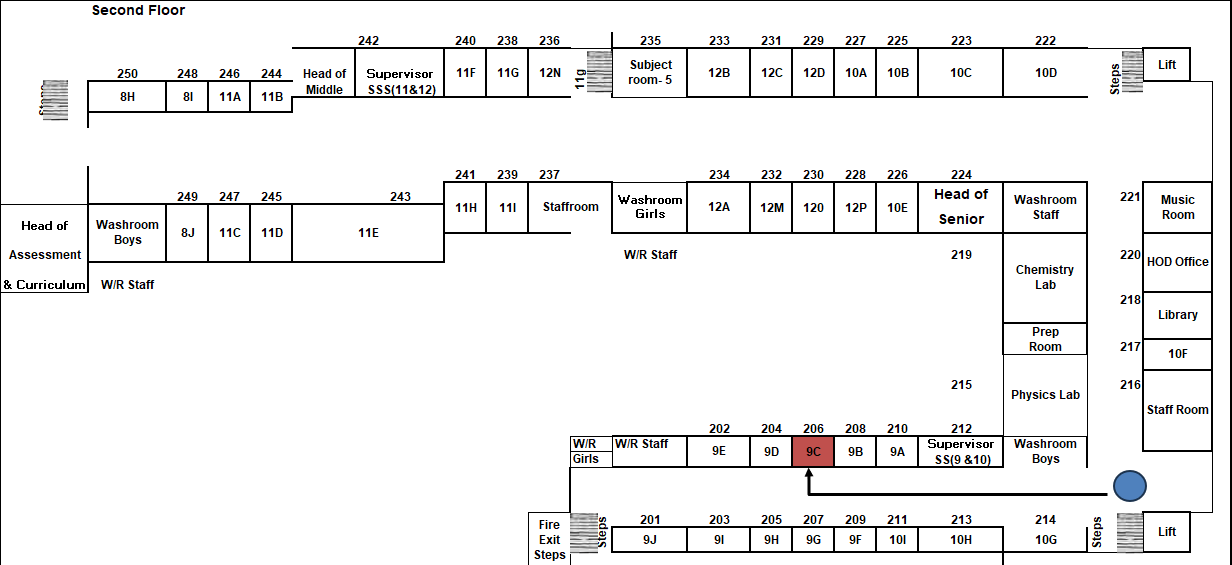 Second Floor
242 240 238 236 235 233 231 229 227 225 223 222
250 248 246 244
Head of
Middle
Supervisor
SSS(11&12)
11F 11G 12N
11g
Subject
room- 5
12B 12C 12D 10A 10B 10C 10D
Steps
Lift
Steps
8H 8I 11A 11B
241 239 237 234 232 230 228 226 224
249 247 245 243
221
Head of
Assessment
& Curriculum
Washroom
Boys
8J 11C 11D 11E
11H 11I Staffroom
Washroom
Girls
12A 12M 120 12P 10E
Head of
Senior
Washroom
Staff
Music
Room
W/R Staff
W/R Staff
219
Chemistry
Lab
220
HOD Office
218
Library
Prep
Room
217
10F
215
Physics Lab
216
Staff Room
202 204 206 208 210 212
W/R
Girls
W/R Staff
9E 9D 9C 9B 9A
Supervisor
SS(9 &10)
Washroom
Boys
201 203 205 207 209 211 213 214
Fire
Exit
Steps
Steps
9J 9I 9H 9G 9F 10I 10H 10G
Steps
Lift